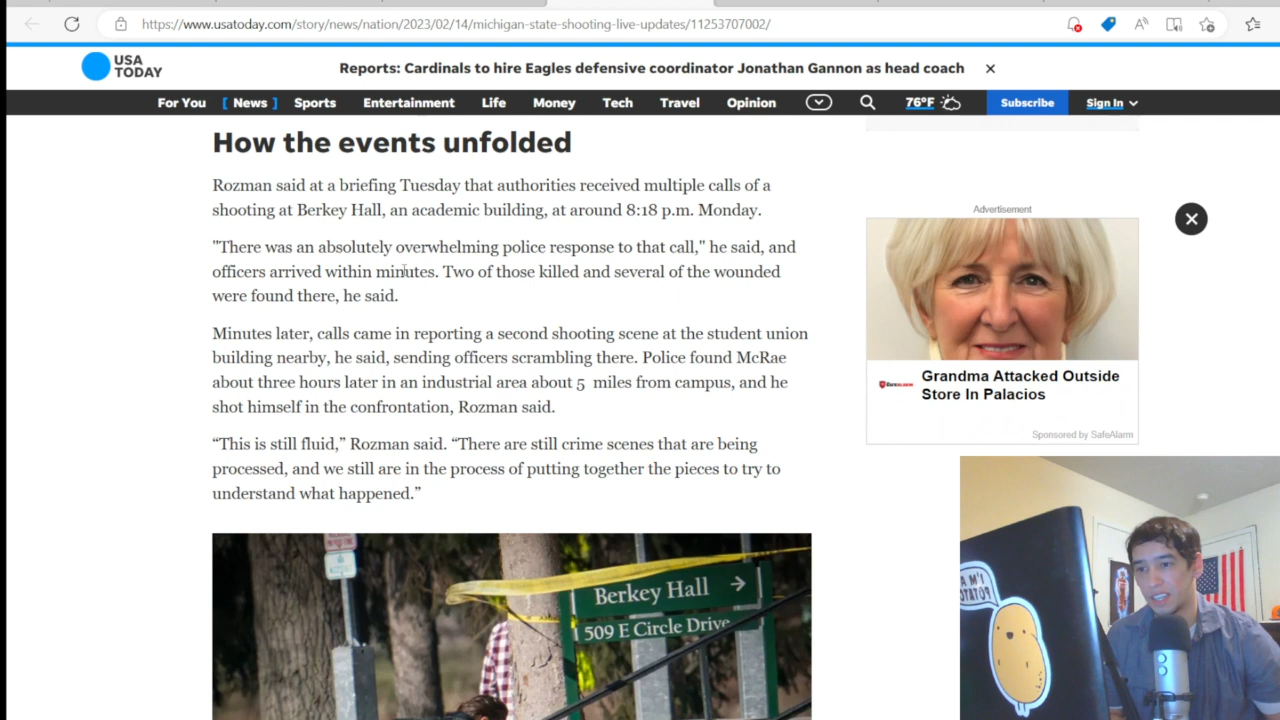 https://www.usatoday.com/story/news/nation/2023/02/14/michigan-state-shooting-live-updates/11253707002/
USA
TODAY
Reports: Cardinals to hire Eagles defensive coordinator Jonathan Gannon as head coach
For You [ News ] Sports Entertainment Life Money Tech Travel Opinion 76°F Subscribe Sign In
How the events unfolded
Rozman said at a briefing Tuesday that authorities received multiple calls of a
shooting at Berkey Hall, an academic building, at around 8:18 p.m. Monday.
"There was an absolutely overwhelming police response to that call," he said, and
officers arrived within minutes. Two of those killed and several of the wounded
were found there, he said.
Minutes later, calls came in reporting a second shooting scene at the student union
building nearby, he said, sending officers scrambling there. Police found McRae
about three hours later in an industrial area about 5 miles from campus, and he
shot himself in the confrontation, Rozman said.
“This is still fluid,” Rozman said. “There are still crime scenes that are being
processed, and we still are in the process of putting together the pieces to try to
understand what happened.”
Berkey Hall
509 E Circle Drive
Advertisement
Grandma Attacked Outside
Store In Palacios
Sponsored by SafeAlarm
I'M A
POTATO